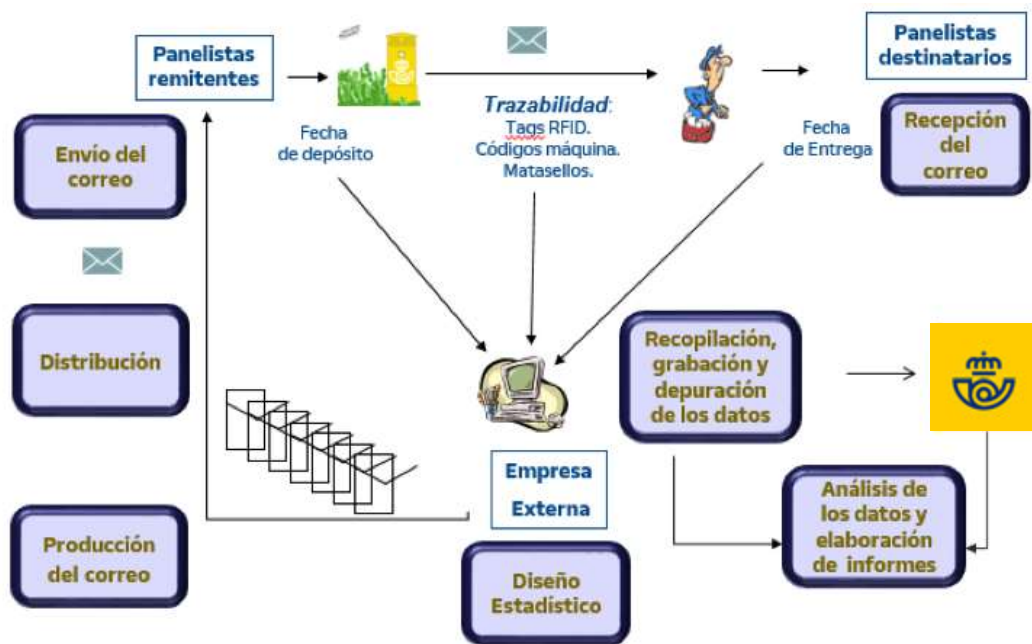 Panelistas
remitentes
Panelistas
destinatarios
Trazabilidad:
Tags RFID.
Códigos máquina.
Matasellos.
Fecha
de depósito
Fecha
de Entrega
Envío del
correo
Recepción
del
correo
Distribución
Recopilación,
grabación y
depuración
de los datos
Empresa
Externa
Análisis de
los datos y
elaboración
de informes
Producción
del correo
Diseño
Estadístico